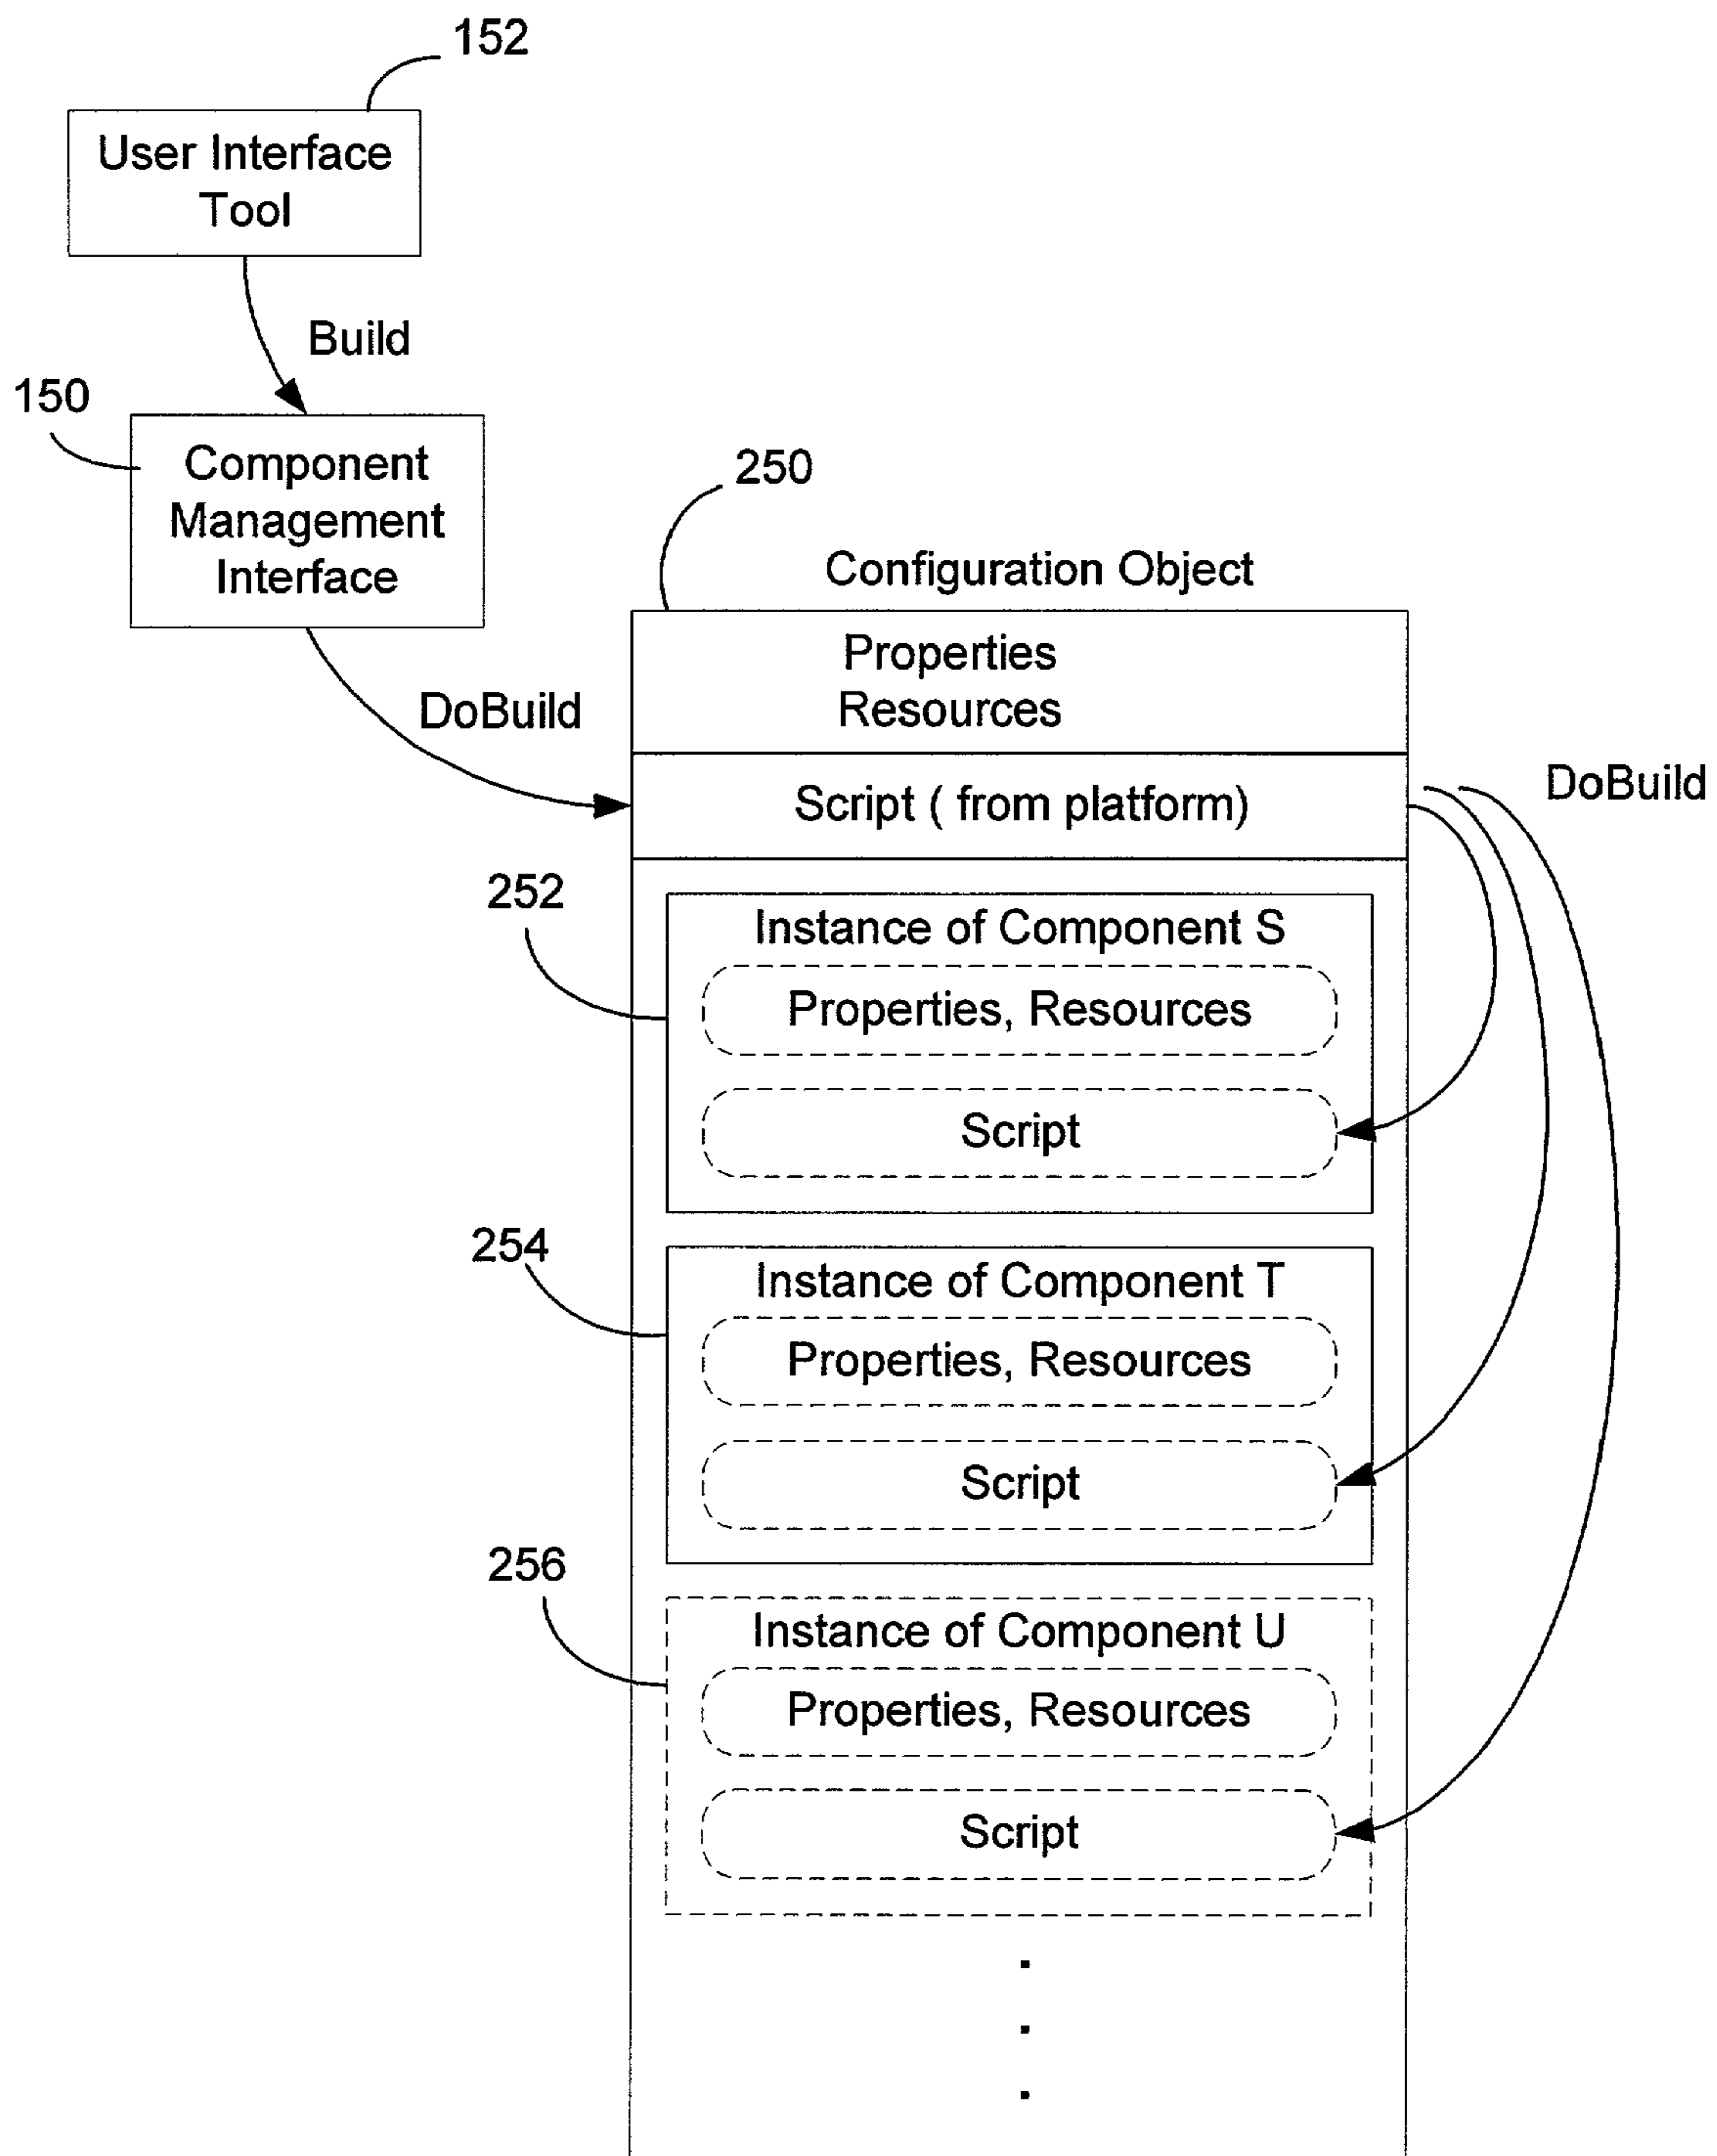 152
User Interface
Tool
Build
150
Component
Management
Interface
250
Configuration Object
Properties
Resources
DoBuild
DoBuild
Script ( from platform)
252
Instance of Component S
Properties, Resources
Script
254
Instance of Component T
Properties, Resources
Script
256
Instance of Component U
Properties, Resources
Script
.
.
.